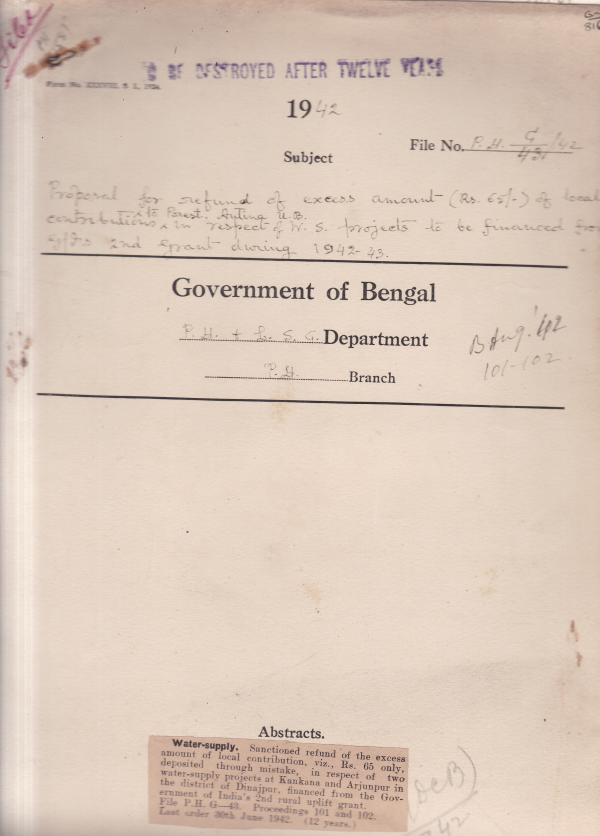 TO BE DESTROYED AFTER TWELVE YEARS
Form No. XXXVIII. S. I., 1924.
1942
File No. P. H. G/43/42
Subject
Proposal for refund of excess amount (Rs. 65/-) of local
to Forest. U. B.
contributions in respect of W. S. projects to be financed from
2nd Grant during 1942-43.
Government of Bengal
P. H. + L. S. G. Department
P. H. Branch
B Aug. '42
101-102
Abstracts.
Water-supply. Sanctioned refund of the excess
amount of local contribution, viz., Rs. 65 only,
deposited through mistake, in respect of two
water-supply projects at Kankana and Arjunpur in
the district of Dinajpur, financed from the Gov-
ernment of India's 2nd rural uplift grant.
File P.H. G—43. Proceedings 101 and 102.
Last order 30th June 1942. (12 years.)
42